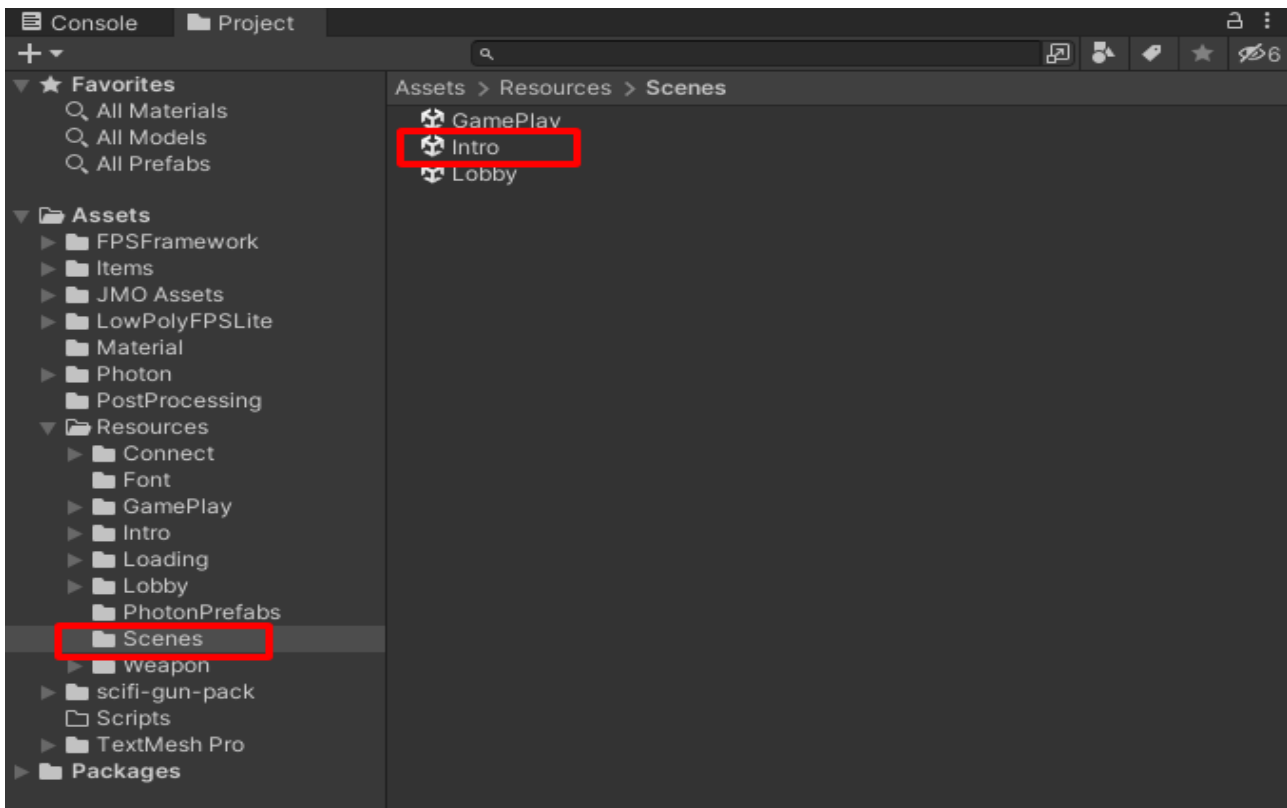 Console Project
6
Favorites
All Materials
All Models
All Prefabs
Assets
FPSFramework
Items
JMO Assets
LowPolyFPSLite
Material
Photon
PostProcessing
Resources
Connect
Font
GamePlay
Intro
Loading
Lobby
PhotonPrefabs
Scenes
Weapon
scifi-gun-pack
Scripts
TextMesh Pro
Packages
Assets > Resources > Scenes
GamePlay
Intro
Lobby